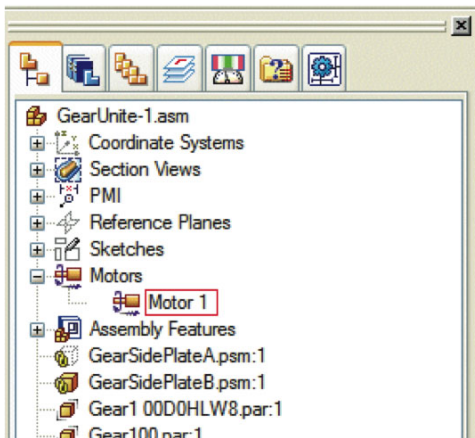 GearUnite-1.asm
Coordinate Systems
Section Views
PMI
Reference Planes
Sketches
Motors
Motor 1
Assembly Features
GearSidePlateA.psm:1
GearSidePlateB.psm:1
Gear1 00D0HLW8.par:1
Gear100.par:1